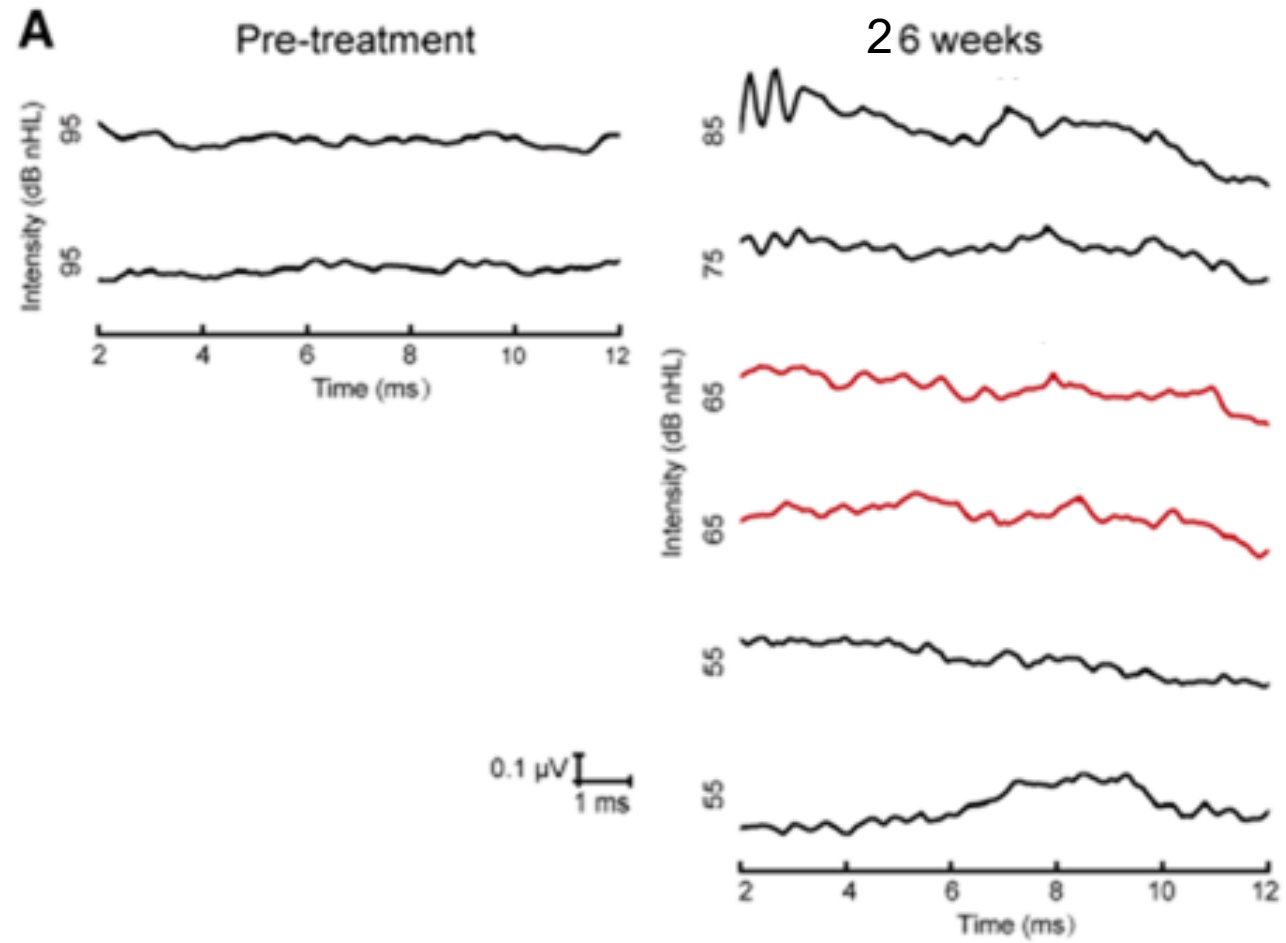 A
Pre-treatment
2 6 weeks
Intensity (dB nHL)
95
95
2 4 6 8 10 12
Time (ms)
Intensity (dB nHL)
85
75
65
65
55
55
0.1 μV
1 ms
2 4 6 8 10 12
Time (ms)